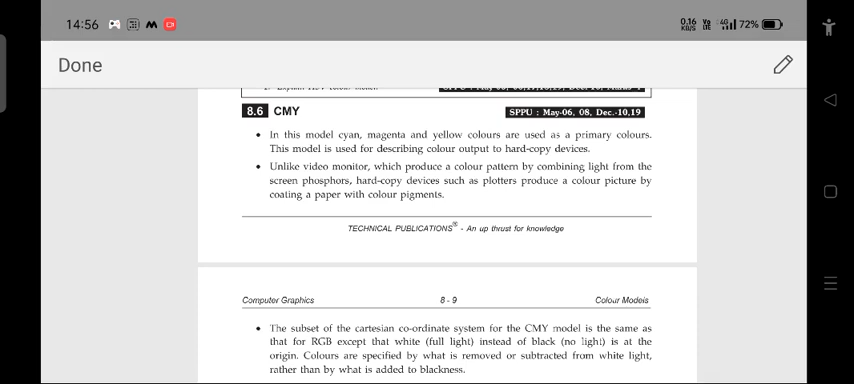 14:56
0.16 KB/S Vo LTE 4G 72%
Done
8.6 CMY
SPPU : May-06, 08, Dec.-10,19
• In this model cyan, magenta and yellow colours are used as a primary colours.
This model is used for describing colour output to hard-copy devices.
• Unlike video monitor, which produce a colour pattern by combining light from the
screen phosphors, hard-copy devices such as plotters produce a colour picture by
coating a paper with colour pigments.
TECHNICAL PUBLICATIONS® - An up thrust for knowledge
Computer Graphics 8 - 9 Colour Models
• The subset of the cartesian co-ordinate system for the CMY model is the same as
that for RGB except that white (full light) instead of black (no light) is at the
origin. Colours are specified by what is removed or subtracted from white light,
rather than by what is added to blackness.